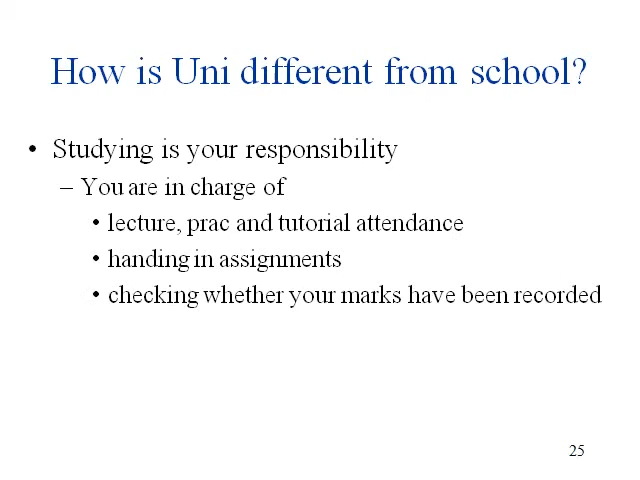 How is Uni different from school?
• Studying is your responsibility
– You are in charge of
• lecture, prac and tutorial attendance
• handing in assignments
• checking whether your marks have been recorded
25